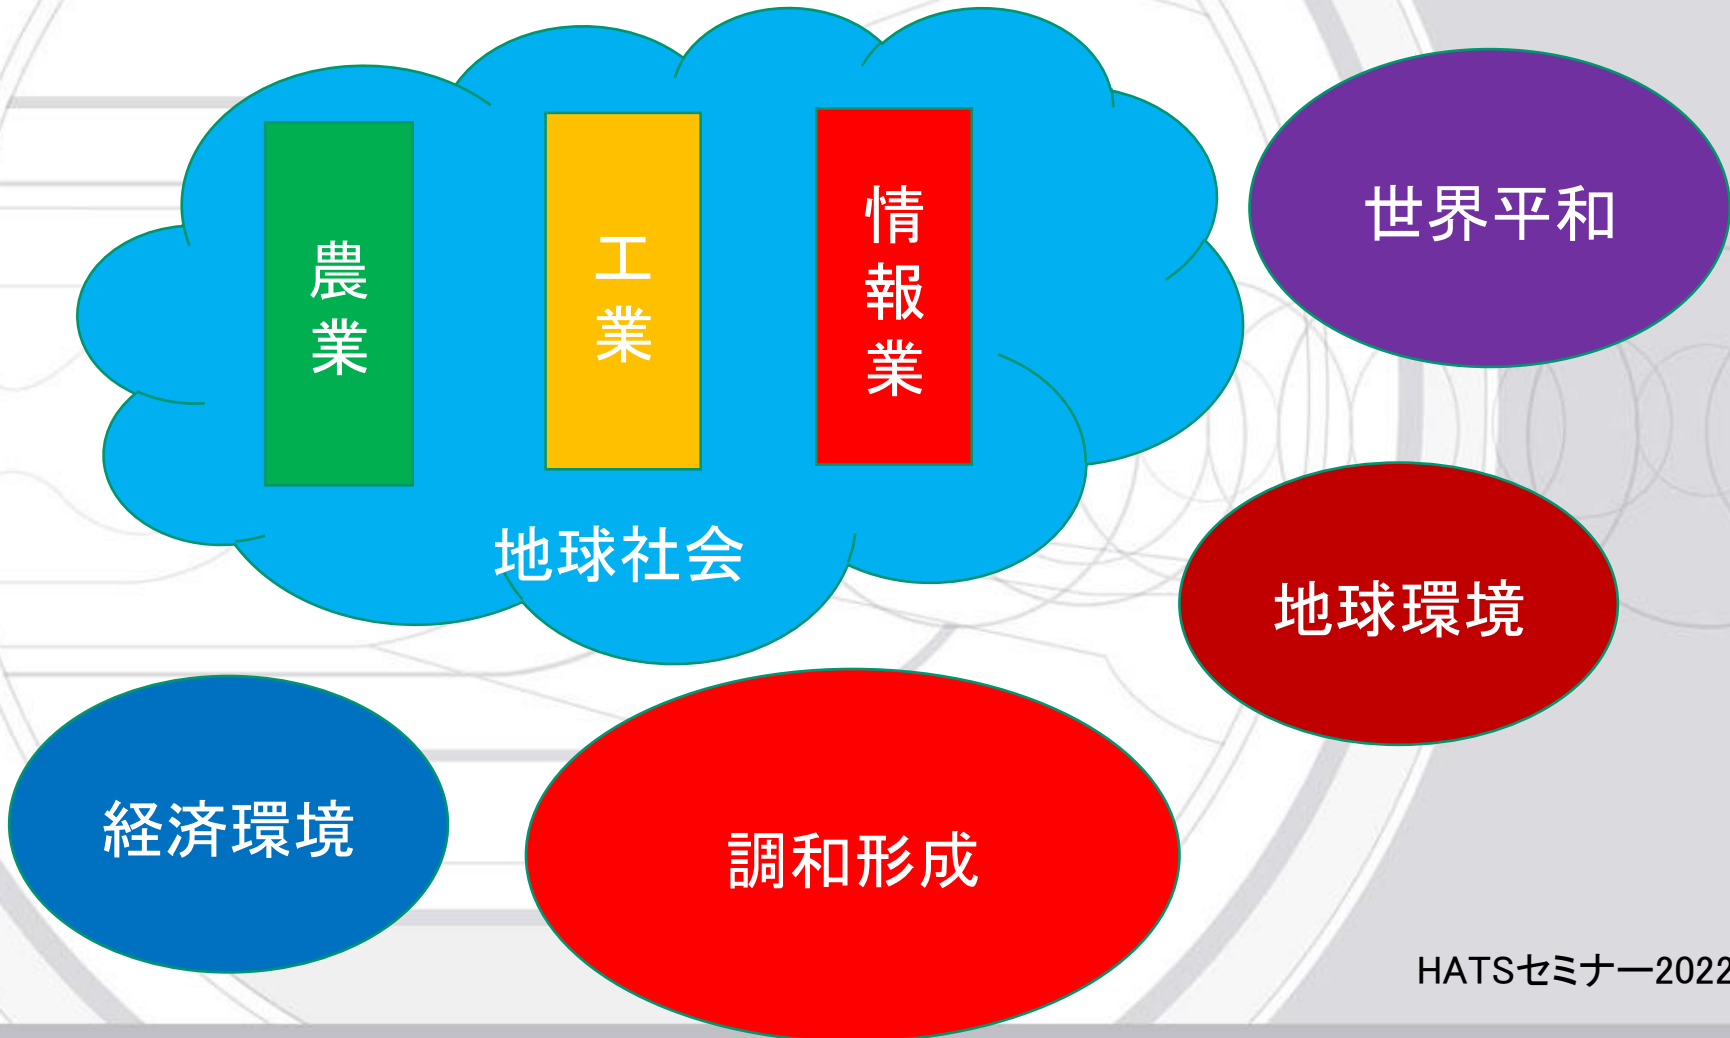 農業
工業
情報業
地球社会
世界平和
地球環境
経済環境
調和形成
HATSセミナー2022